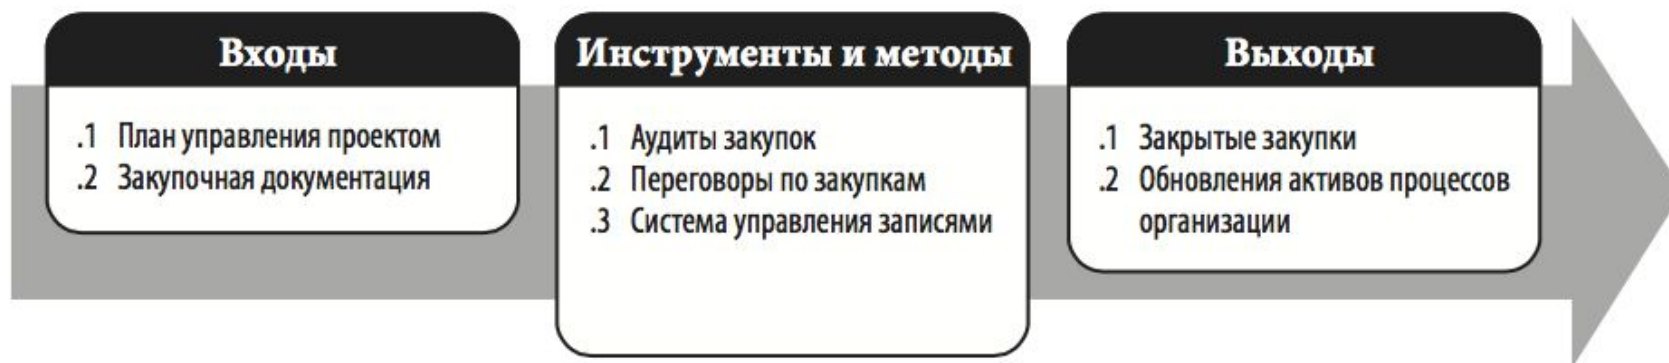 Входы
.1 План управления проектом
.2 Закупочная документация
Инструменты и методы
.1 Аудиты закупок
.2 Переговоры по закупкам
.3 Система управления записями
Выходы
.1 Закрытые закупки
.2 Обновления активов процессов
организации